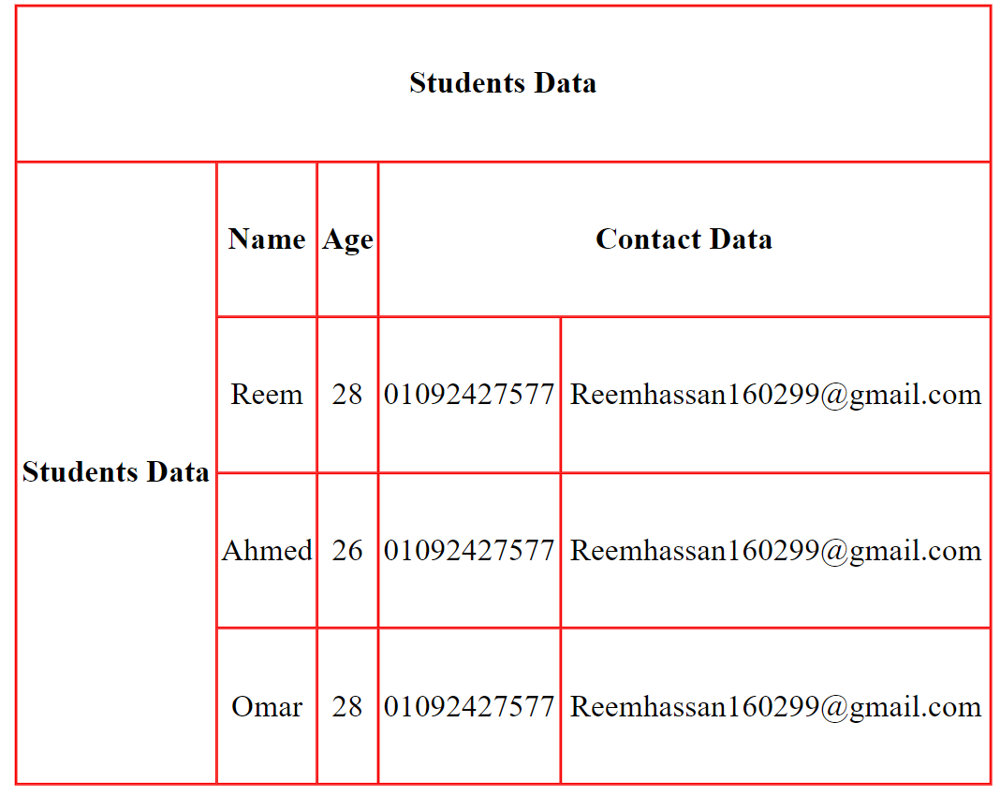 Students Data
Name Age Contact Data
Reem 28 01092427577 Reemhassan160299@gmail.com
Students Data
Ahmed 26 01092427577 Reemhassan160299@gmail.com
Omar 28 01092427577 Reemhassan160299@gmail.com